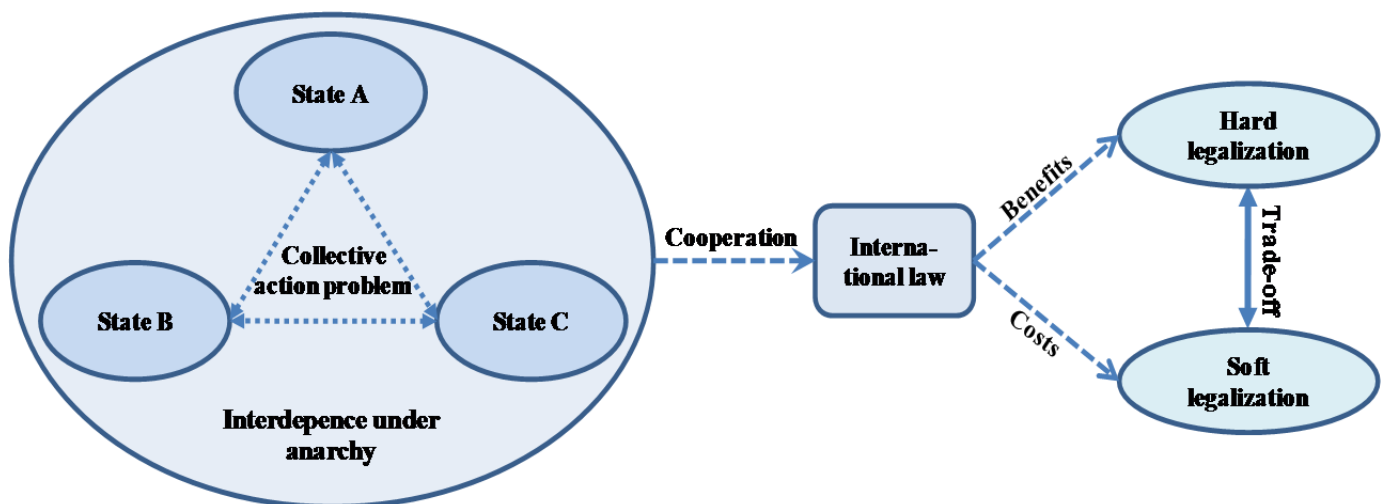 State A
Collective
action problem
State B
State C
Interdepence under
anarchy
Cooperation
Interna-
tional law
Benefits
Costs
Hard
legalization
Trade-off
Soft
legalization